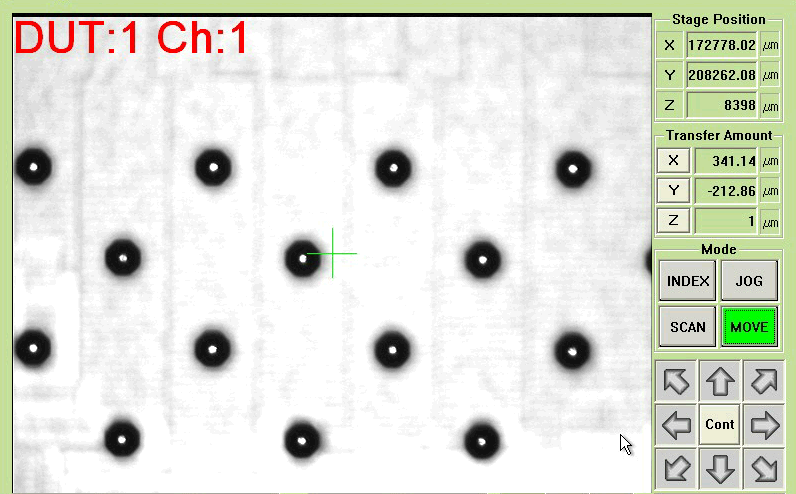 DUT:1 Ch:1
Stage Position
X 172778.02 µm
Y 208262.08 µm
Z 8398 µm
Transfer Amount
X 341.14 µm
Y -212.86 µm
Z 1 µm
Mode
INDEX JOG
SCAN MOVE
Cont